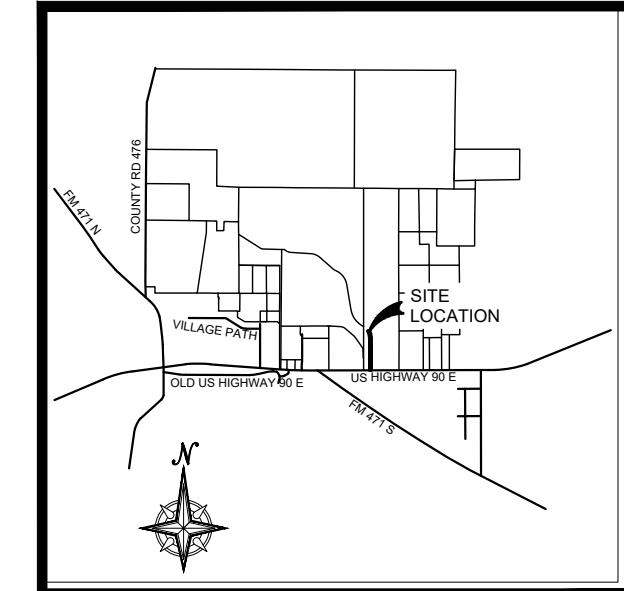 COUNTY RD 476
FM 471 N
SITE
LOCATION
VILLAGE PATH
OLD US HIGHWAY 90 E
US HIGHWAY 90 E
FM 471 S
N